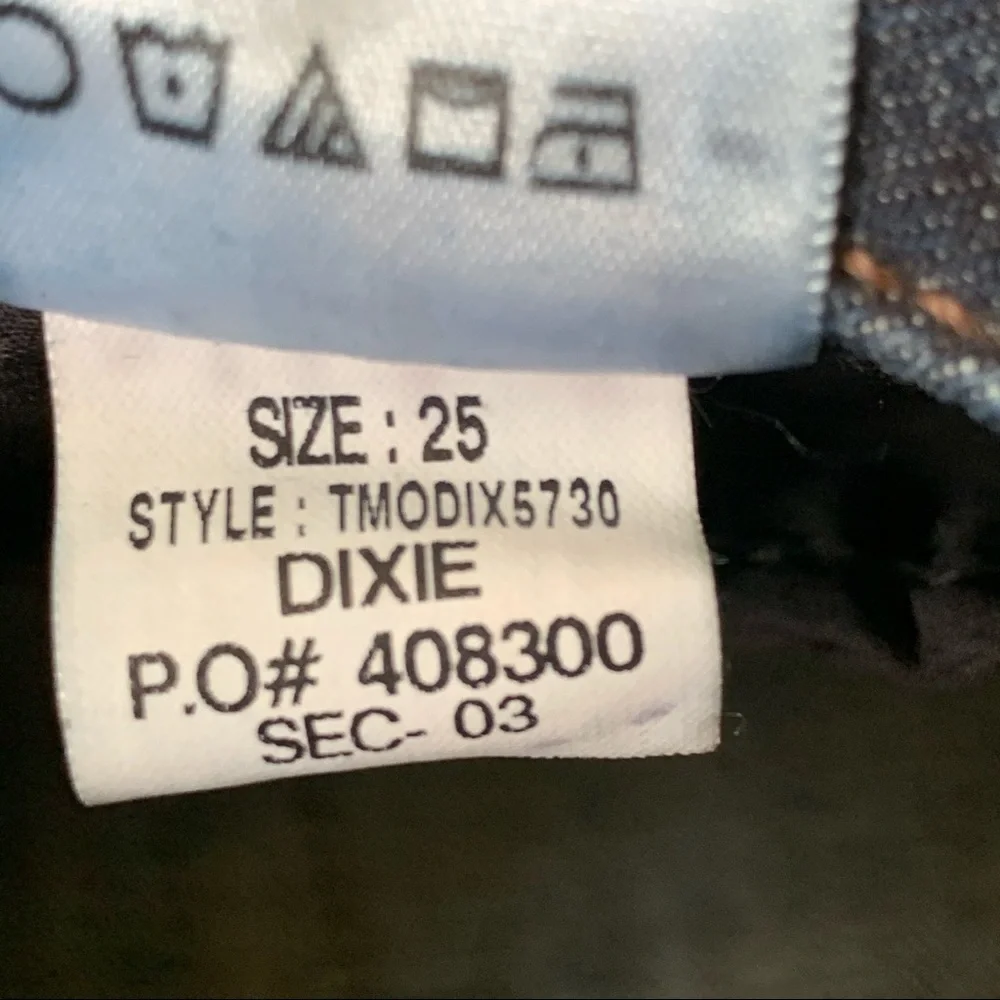 SIZE : 25
STYLE : TMODIX5730
DIXIE
P.O# 408300
SEC- 03